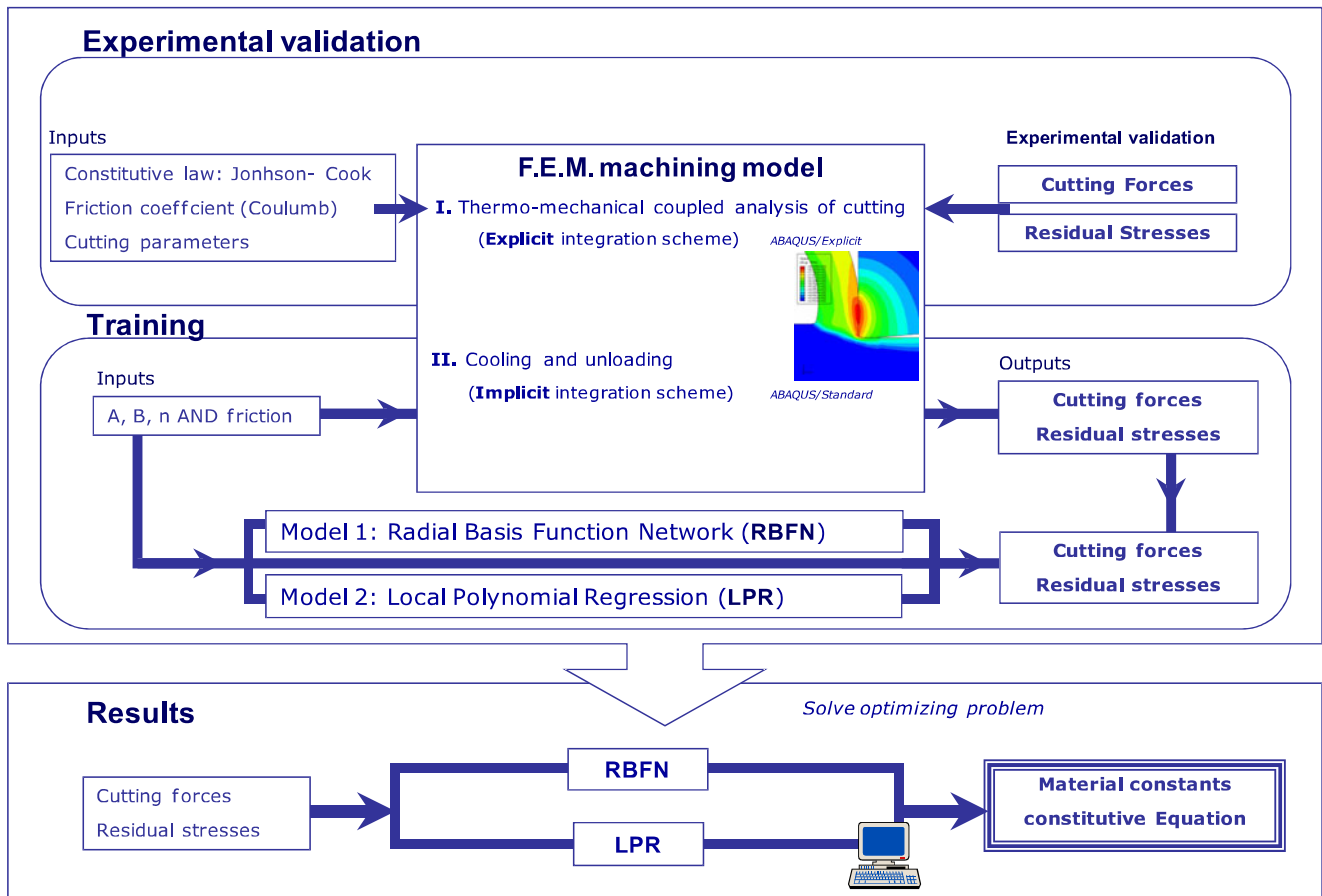 Experimental validation
Inputs
Constitutive law: Jonhson- Cook
Friction coeffcient (Coulumb)
Cutting parameters
F.E.M. machining model
I. Thermo-mechanical coupled analysis of cutting
(Explicit integration scheme)
ABAQUS/Explicit
II. Cooling and unloading
(Implicit integration scheme)
ABAQUS/Standard
Experimental validation
Cutting Forces
Residual Stresses
Training
Inputs
A, B, n AND friction
Outputs
Cutting forces
Residual stresses
Model 1: Radial Basis Function Network (RBFN)
Model 2: Local Polynomial Regression (LPR)
Cutting forces
Residual stresses
Results
Solve optimizing problem
Cutting forces
Residual stresses
RBFN
LPR
Material constants
constitutive Equation